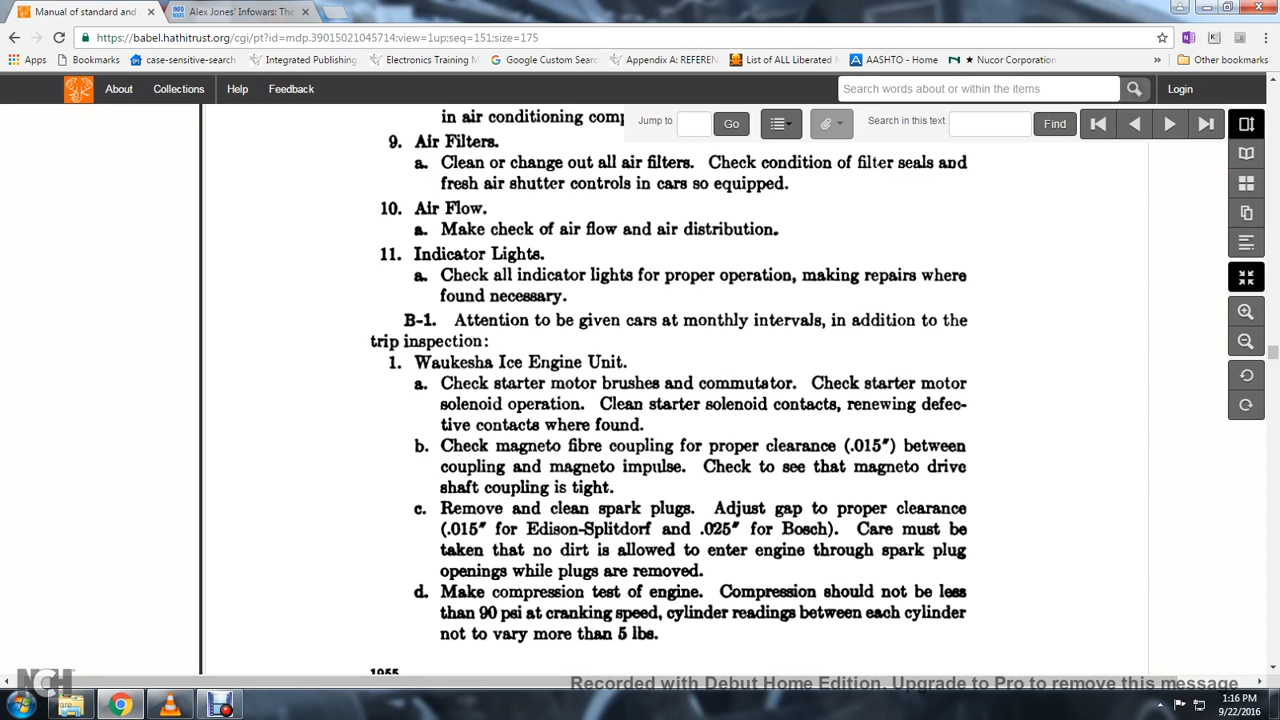 Manual of standard and
Alex Jones' Infowars: The
https://babel.hathitrust.org/cgi/pt?id=mdp.39015021045714;view=1up;seq=151;size=175
Apps
Bookmarks
case-sensitive-search
Integrated Publishing
Electronics Training M
Google Custom Sear
Appendix A: REFEREN
List of ALL Liberated
AASHTO - Home
★ Nucor Corporation
»
Other bookmarks
About
Collections
Help
Feedback
Search words about or within the items
Login
Jump to
Go
Search in this text
Find
in air conditioning comp
9. Air Filters.
a. Clean or change out all air filters. Check condition of filter seals and
fresh air shutter controls in cars so equipped.
10. Air Flow.
a. Make check of air flow and air distribution.
11. Indicator Lights.
a. Check all indicator lights for proper operation, making repairs where
found necessary.
B-1. Attention to be given cars at monthly intervals, in addition to the
trip inspection:
1. Waukesha Ice Engine Unit.
a. Check starter motor brushes and commutator. Check starter motor
solenoid operation. Clean starter solenoid contacts, renewing defec-
tive contacts where found.
b. Check magneto fibre coupling for proper clearance (.015″) between
coupling and magneto impulse. Check to see that magneto drive
shaft coupling is tight.
c. Remove and clean spark plugs. Adjust gap to proper clearance
(.015″ for Edison-Splitdorf and .025″ for Bosch). Care must be
taken that no dirt is allowed to enter engine through spark plug
openings while plugs are removed.
d. Make compression test of engine. Compression should not be less
than 90 psi at cranking speed, cylinder readings between each cylinder
not to vary more than 5 lbs.
1955
NCH
Recorded with Debut Home Edition. Upgrade to Pro to remove this message
1:16 PM
9/22/2016